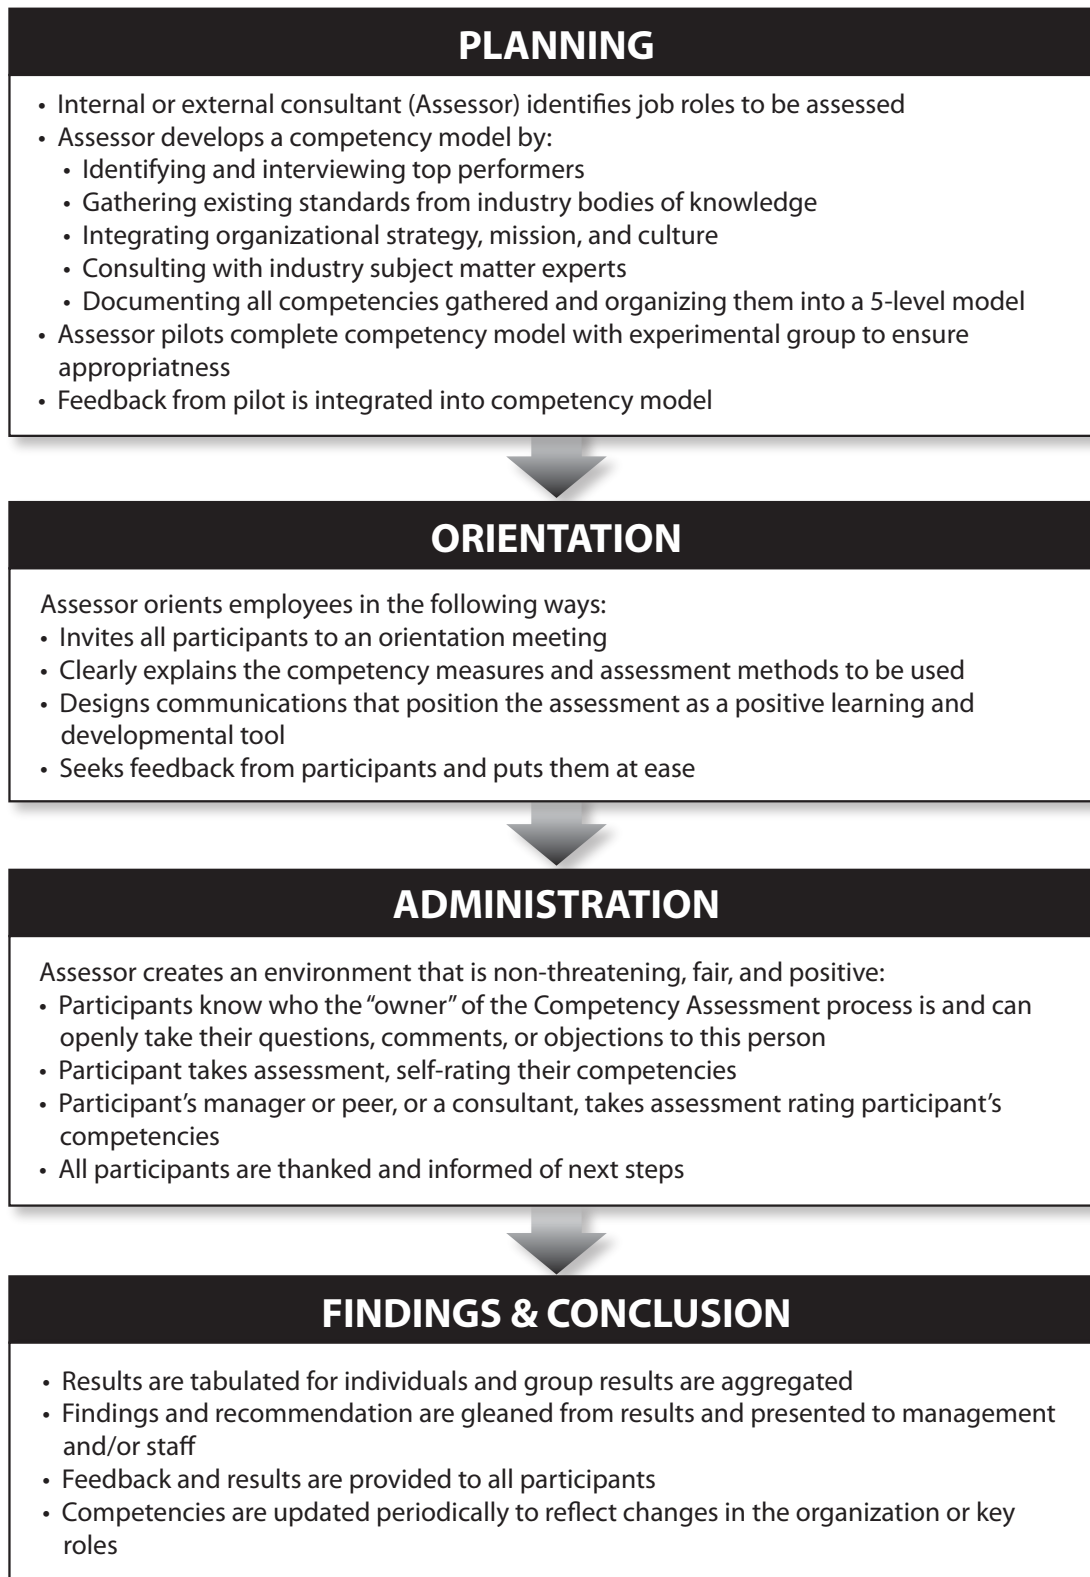 PLANNING
• Internal or external consultant (Assessor) identifies job roles to be assessed
• Assessor develops a competency model by:
• Identifying and interviewing top performers
• Gathering existing standards from industry bodies of knowledge
• Integrating organizational strategy, mission, and culture
• Consulting with industry subject matter experts
• Documenting all competencies gathered and organizing them into a 5-level model
• Assessor pilots complete competency model with experimental group to ensure
appropriatness
• Feedback from pilot is integrated into competency model
ORIENTATION
Assessor orients employees in the following ways:
• Invites all participants to an orientation meeting
• Clearly explains the competency measures and assessment methods to be used
• Designs communications that position the assessment as a positive learning and
developmental tool
• Seeks feedback from participants and puts them at ease
ADMINISTRATION
Assessor creates an environment that is non-threatening, fair, and positive:
• Participants know who the “owner” of the Competency Assessment process is and can
openly take their questions, comments, or objections to this person
• Participant takes assessment, self-rating their competencies
• Participant’s manager or peer, or a consultant, takes assessment rating participant’s
competencies
• All participants are thanked and informed of next steps
FINDINGS & CONCLUSION
• Results are tabulated for individuals and group results are aggregated
• Findings and recommendation are gleaned from results and presented to management
and/or staff
• Feedback and results are provided to all participants
• Competencies are updated periodically to reflect changes in the organization or key
roles